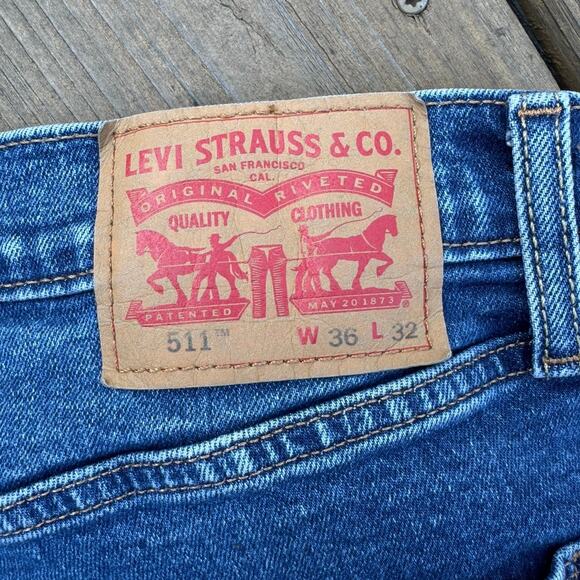 LEVI STRAUSS & CO.
SAN FRANCISCO
CAL.
ORIGINAL RIVETED
QUALITY CLOTHING
PATENTED MAY 20 1873 ®
511™ W 36 L 32